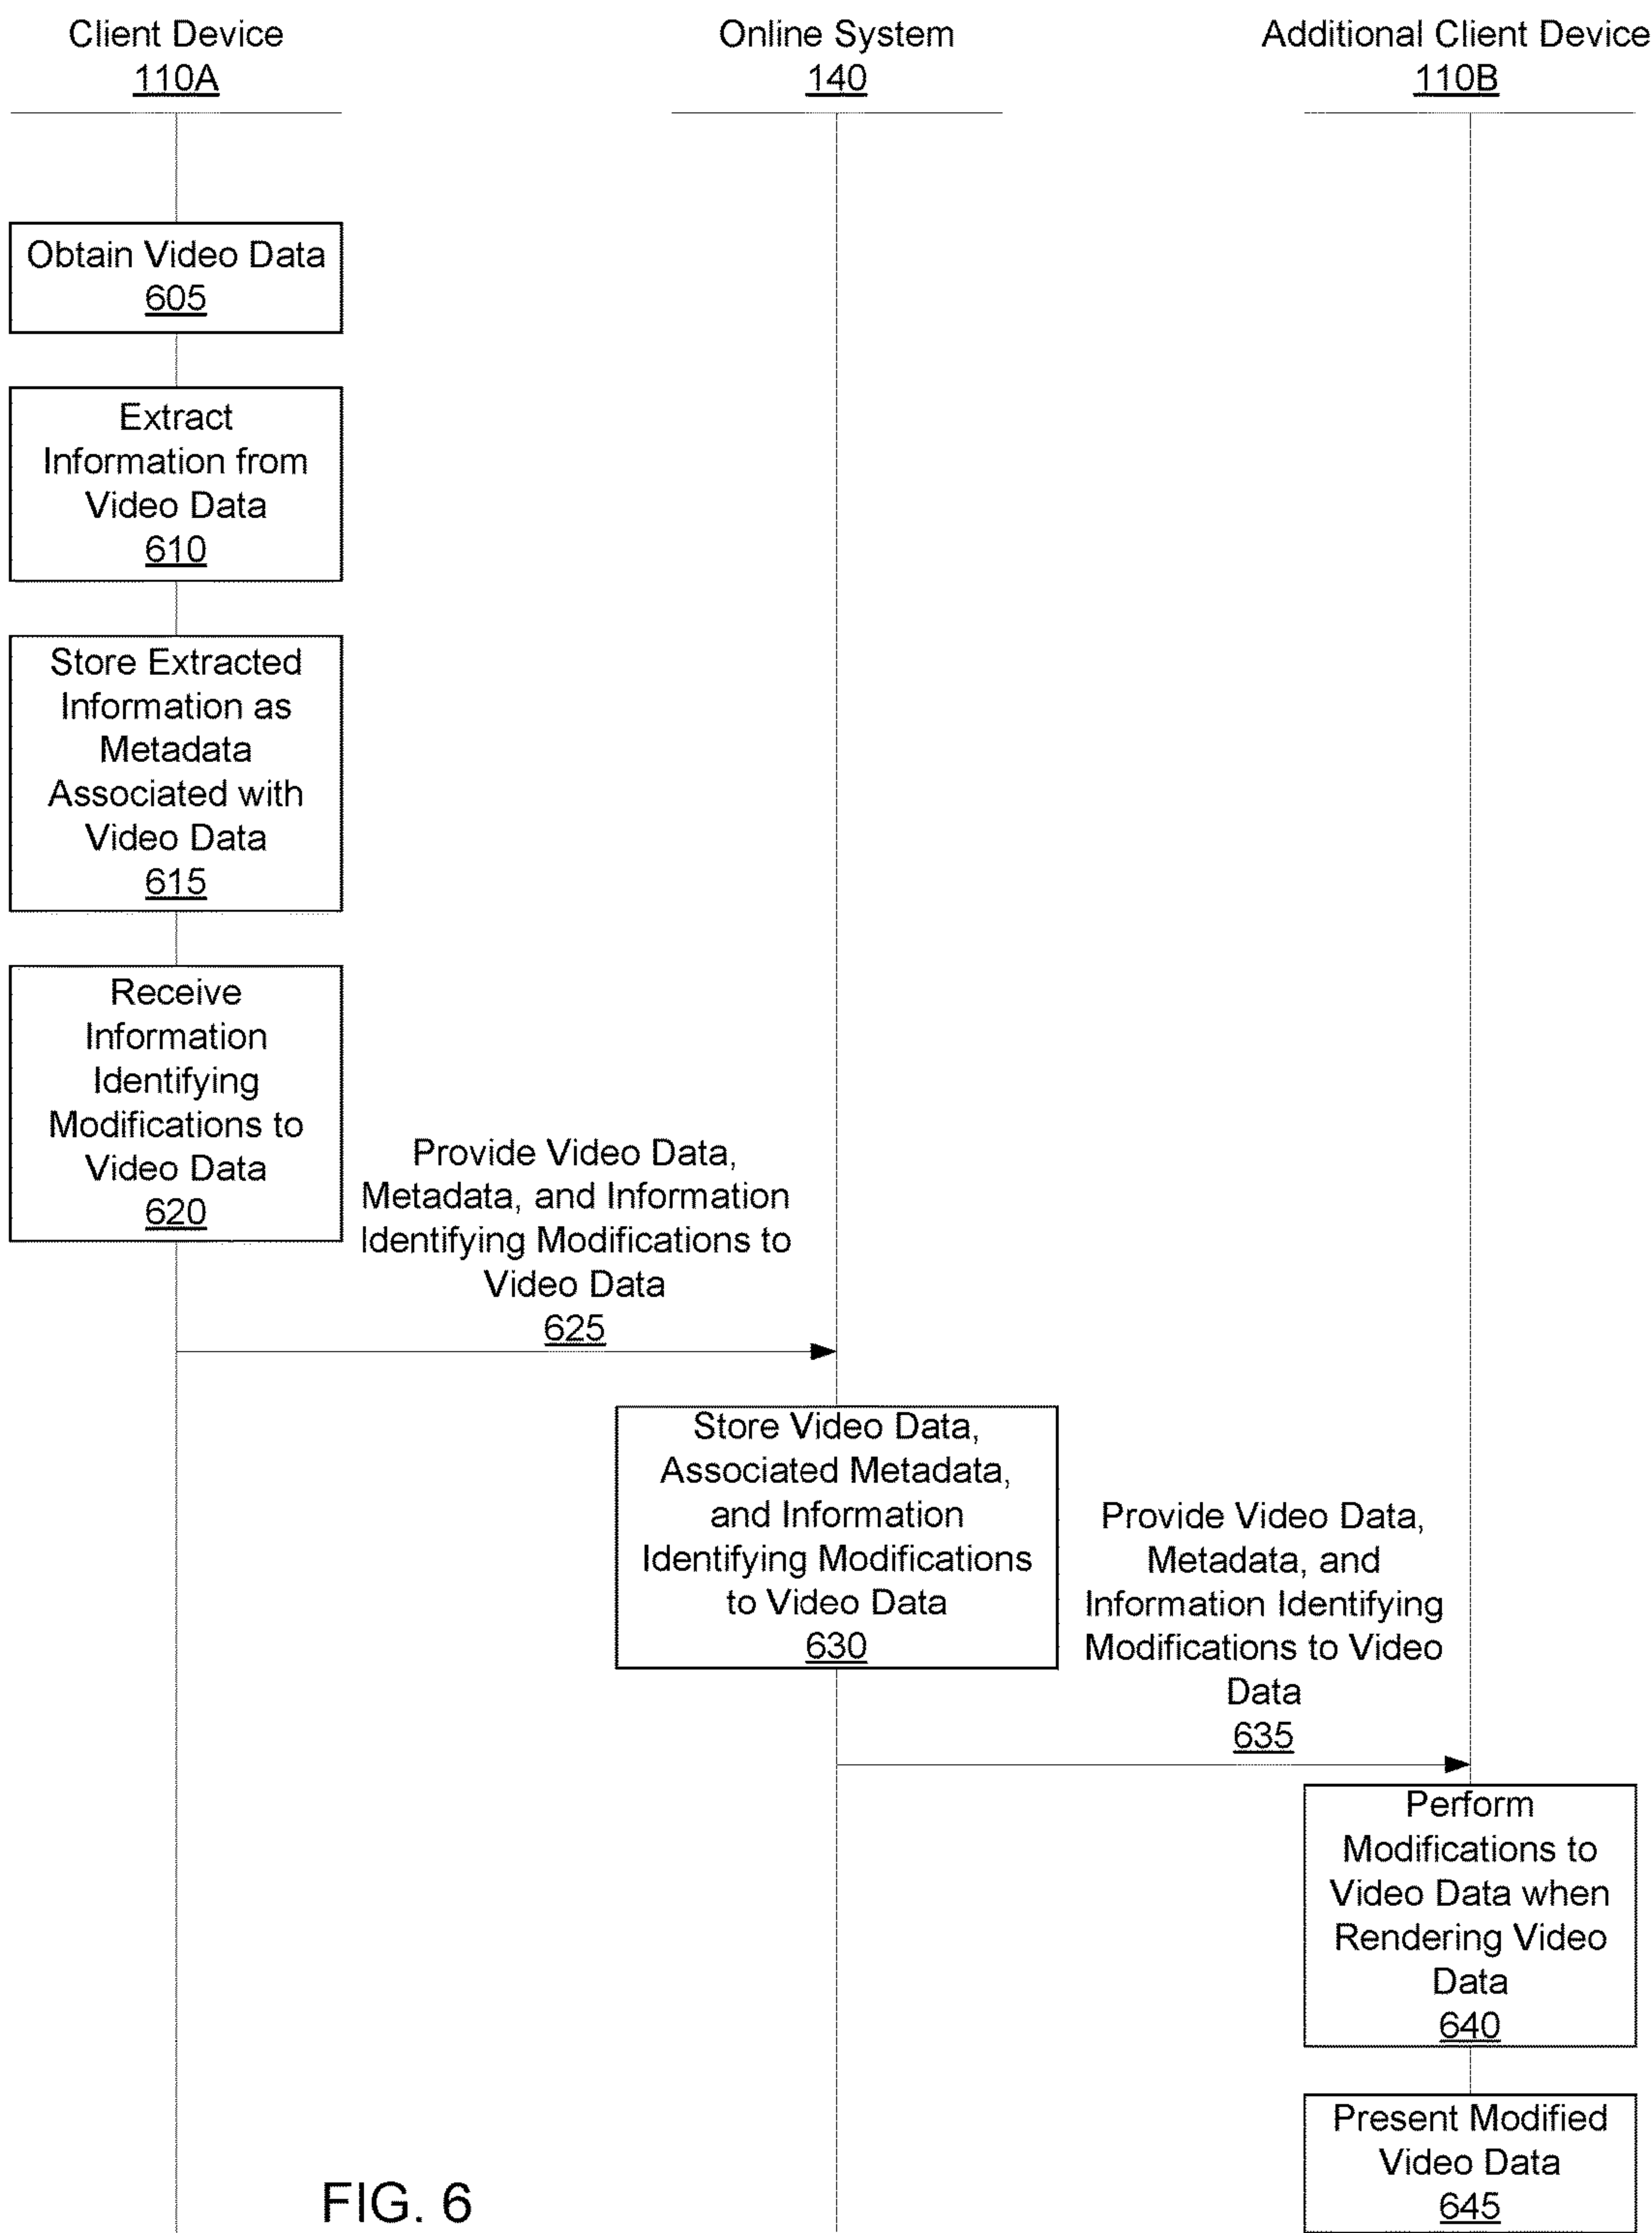 Client Device
110A
Online System
140
Additional Client Device
110B
Obtain Video Data
605
Extract
Information from
Video Data
610
Store Extracted
Information as
Metadata
Associated with
Video Data
615
Receive
Information
Identifying
Modifications to
Video Data
620
Provide Video Data,
Metadata, and Information
Identifying Modifications to
Video Data
625
Store Video Data,
Associated Metadata,
and Information
Identifying Modifications
to Video Data
630
Provide Video Data,
Metadata, and
Information Identifying
Modifications to Video
Data
635
Perform
Modifications to
Video Data when
Rendering Video
Data
640
Present Modified
Video Data
645
FIG. 6